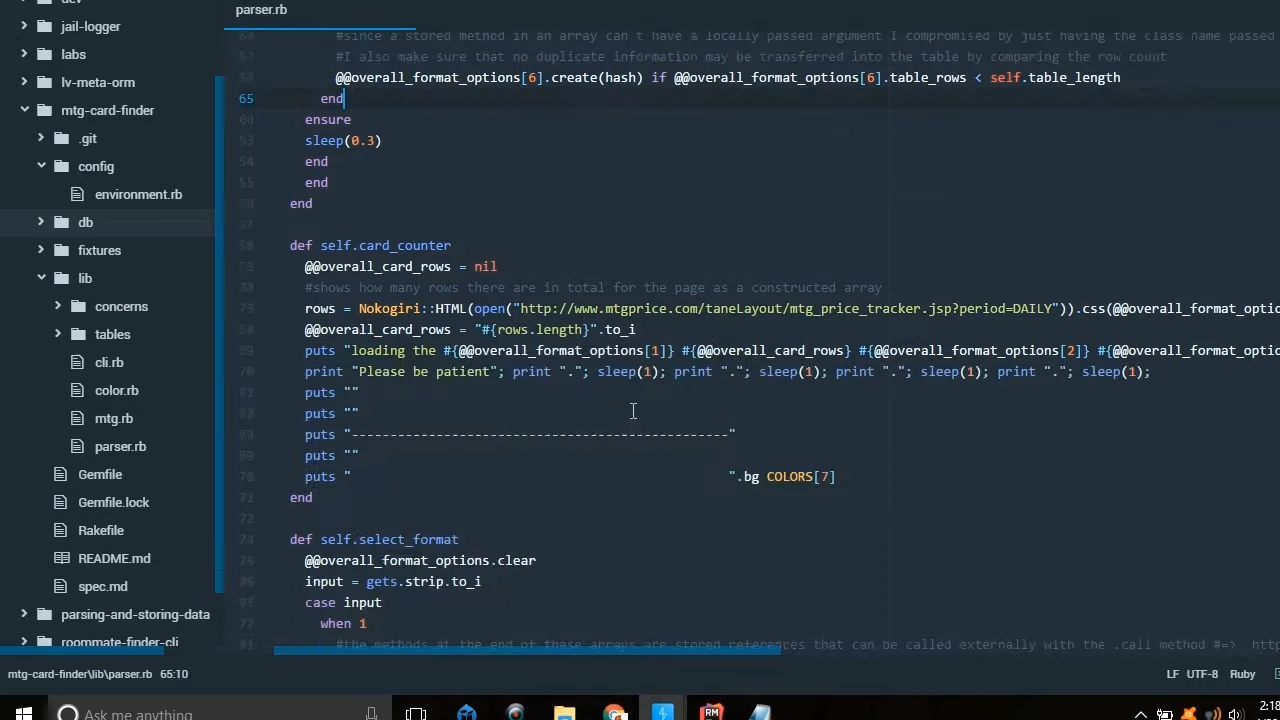 dev
jail-logger
labs
lv-meta-orm
mtg-card-finder
.git
config
environment.rb
db
fixtures
lib
concerns
tables
cli.rb
color.rb
mtg.rb
parser.rb
Gemfile
Gemfile.lock
Rakefile
README.md
spec.md
parsing-and-storing-data
roommate-finder-cli
parser.rb
#since a stored method in an array can't have a locally passed argument I compromised by just having the class name passed
#I also make sure that no duplicate information may be transferred into the table by comparing the row count
@@overall_format_options[6].create(hash) if @@overall_format_options[6].table_rows < self.table_length
65 end
ensure
sleep(0.3)
end
end
end
def self.card_counter
@@overall_card_rows = nil
#shows how many rows there are in total for the page as a constructed array
rows = Nokogiri::HTML(open("http://www.mtgprice.com/taneLayout/mtg_price_tracker.jsp?period=DAILY")).css(@@overall_format_optio
@@overall_card_rows = "#{rows.length}".to_i
puts "loading the #{@@overall_format_options[1]} #{@@overall_card_rows} #{@@overall_format_options[2]} #{@@overall_format_optio
print "Please be patient"; print "."; sleep(1); print "."; sleep(1); print "."; sleep(1); print "."; sleep(1);
puts ""
puts ""
puts "-------------------------------------------------"
puts ""
puts " ".bg COLORS[7]
end
def self.select_format
@@overall_format_options.clear
input = gets.strip.to_i
case input
when 1
#the methods at the end of these arrays are stored references that can be called externally with the .call method #=> http
mtg-card-finder\lib\parser.rb 65:10
LF UTF-8 Ruby
Ask me anything
RM
2:18